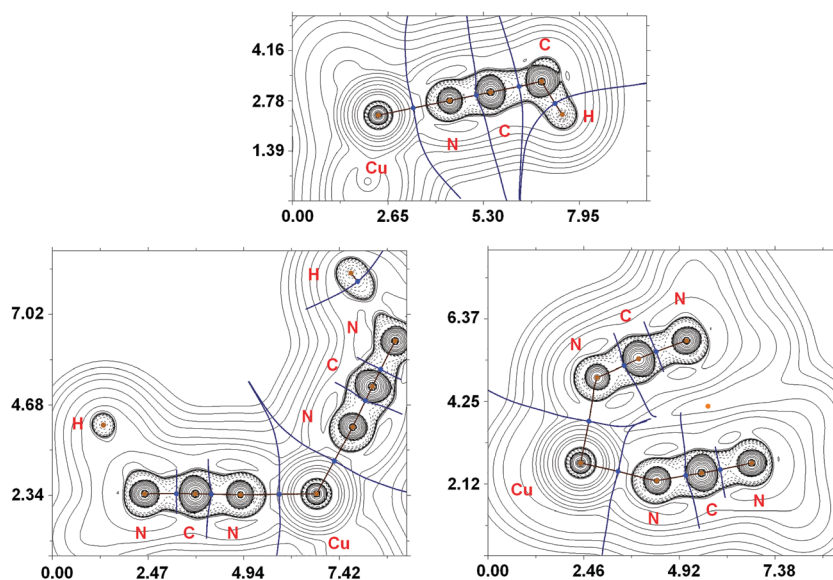 4.16
C
2.78
H
N
C
1.39
Cu
0.00 2.65 5.30 7.95
H
7.02
N
C
4.68
N
H
2.34
N C N
Cu
0.00 2.47 4.94 7.42
N
6.37
C
N
4.25
2.12
Cu
N C N
0.00 2.46 4.92 7.38